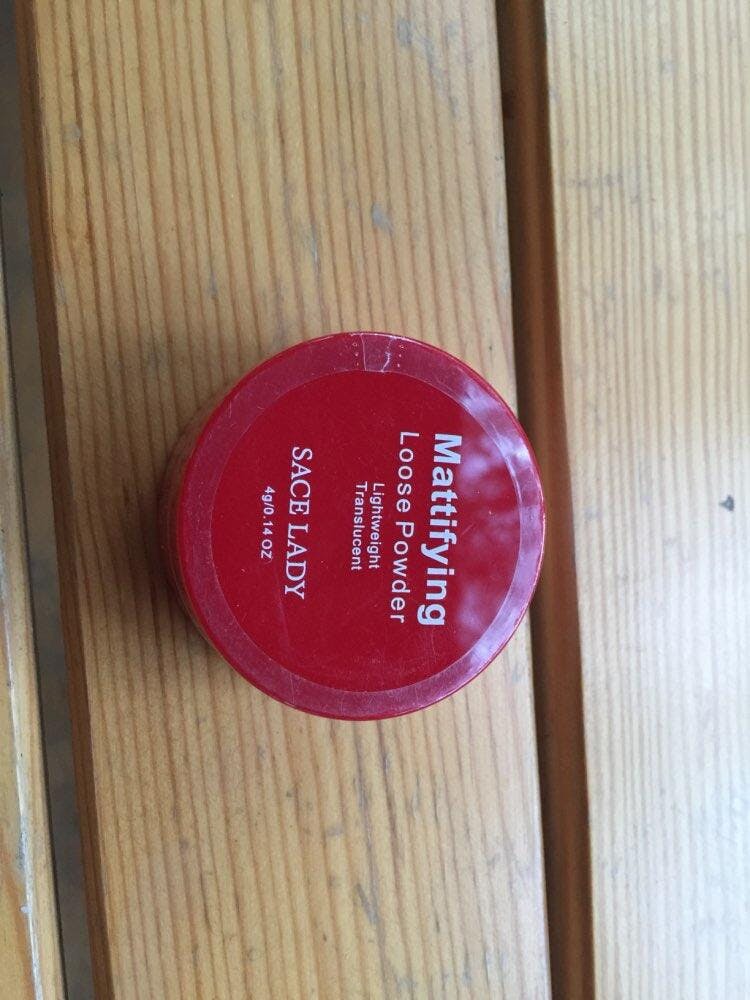 Mattifying
Loose Powder
Lightweight
Translucent
SACE LADY
4g/0.14 OZ